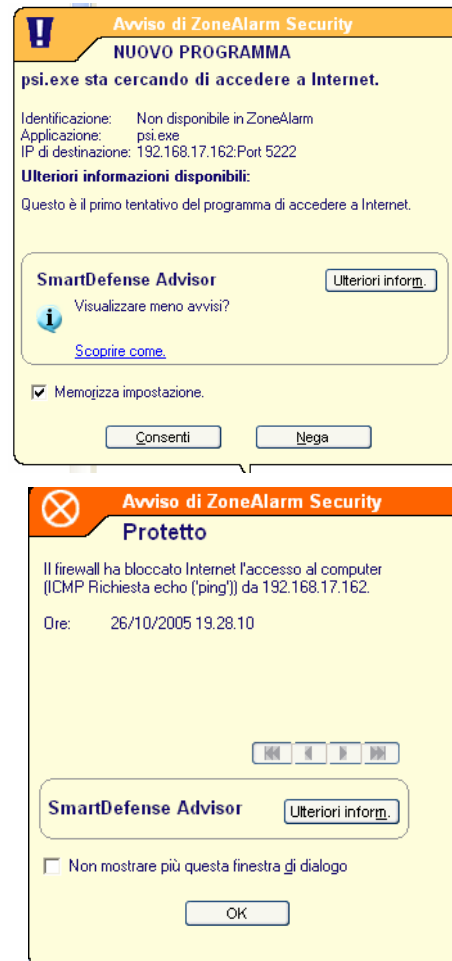 Avviso di ZoneAlarm Security
NUOVO PROGRAMMA
psi.exe sta cercando di accedere a Internet.
Identificazione: Non disponibile in ZoneAlarm
Applicazione: psi.exe
IP di destinazione: 192.168.17.162:Port 5222
Ulteriori informazioni disponibili:
Questo è il primo tentativo del programma di accedere a Internet.
SmartDefense Advisor
Ulteriori inform.
Visualizzare meno avvisi?
Scoprire come.
Memorizza impostazione.
Consenti
Nega
Avviso di ZoneAlarm Security
Protetto
Il firewall ha bloccato Internet l'accesso al computer
(ICMP Richiesta echo ('ping')) da 192.168.17.162.
Ore: 26/10/2005 19.28.10
SmartDefense Advisor
Ulteriori inform.
Non mostrare più questa finestra di dialogo
OK